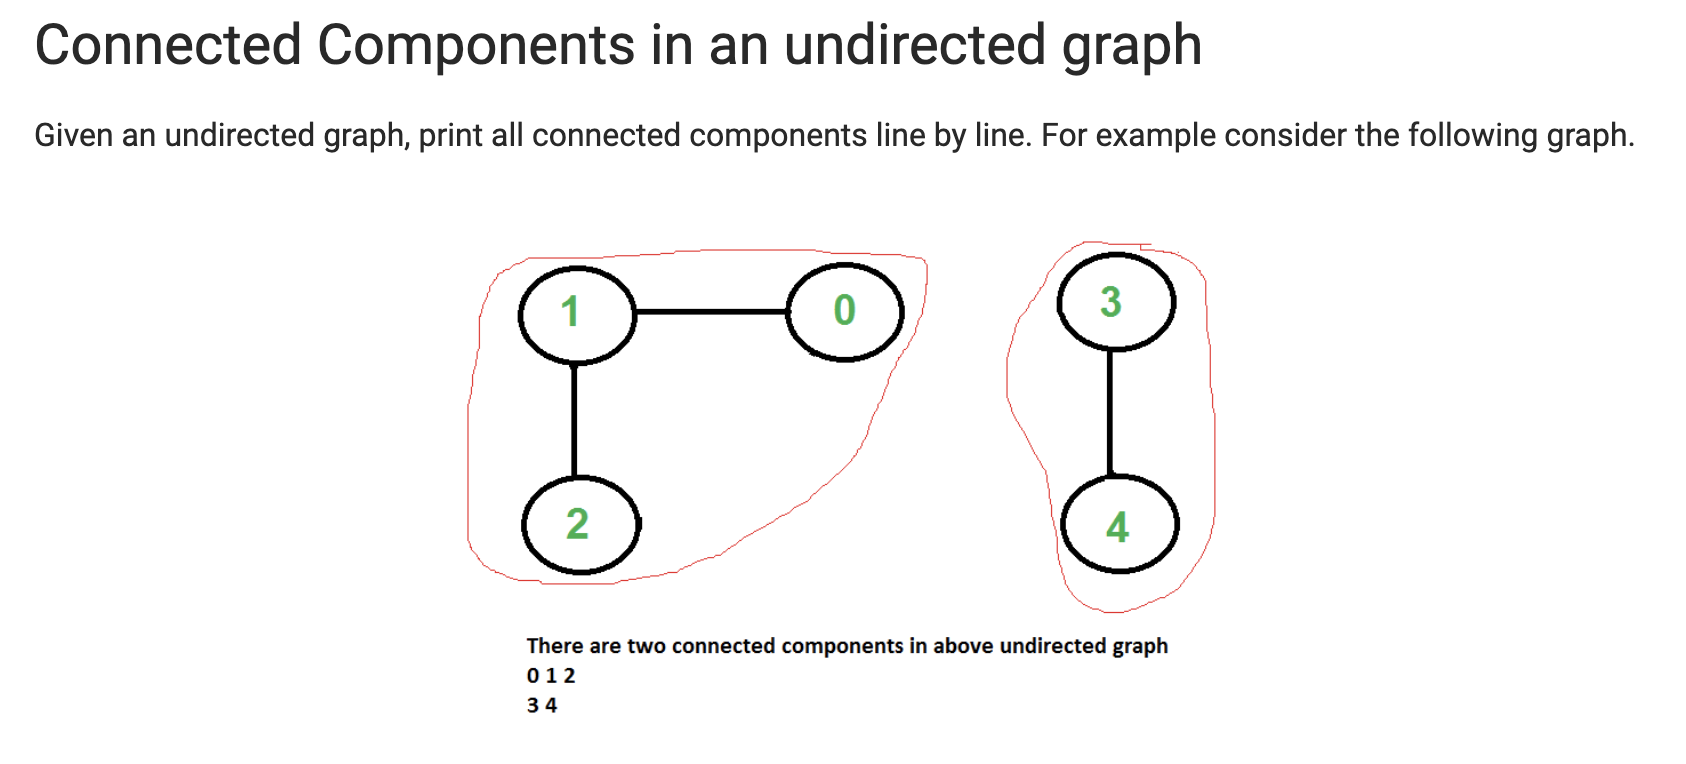 Connected Components in an undirected graph
Given an undirected graph, print all connected components line by line. For example consider the following graph.
1 0 3
2 4
There are two connected components in above undirected graph
0 1 2
3 4